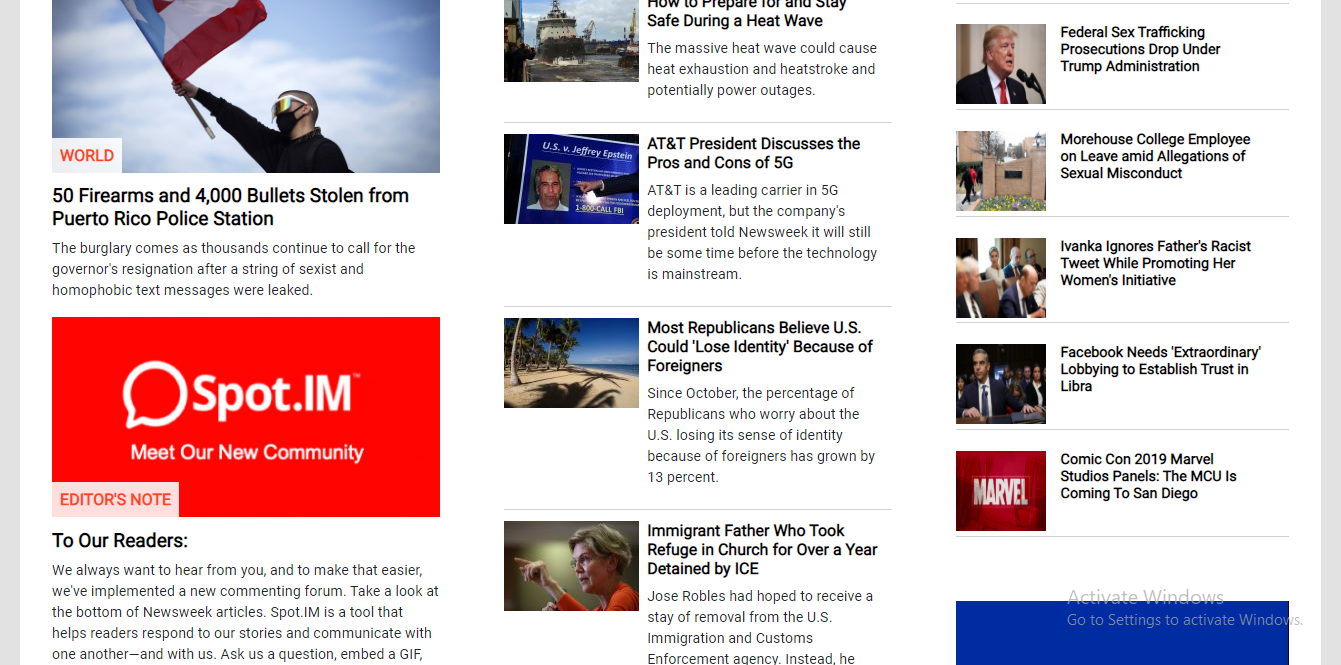 WORLD
50 Firearms and 4,000 Bullets Stolen from
Puerto Rico Police Station
The burglary comes as thousands continue to call for the
governor's resignation after a string of sexist and
homophobic text messages were leaked.
Spot.IM™
Meet Our New Community
EDITOR'S NOTE
To Our Readers:
We always want to hear from you, and to make that easier,
we've implemented a new commenting forum. Take a look at
the bottom of Newsweek articles. Spot.IM is a tool that
helps readers respond to our stories and communicate with
one another—and with us. Ask us a question, embed a GIF,
How to Prepare for and Stay
Safe During a Heat Wave
The massive heat wave could cause
heat exhaustion and heatstroke and
potentially power outages.
U.S. v. Jeffrey Epstein
1-800-CALL FBI
AT&T President Discusses the
Pros and Cons of 5G
AT&T is a leading carrier in 5G
deployment, but the company's
president told Newsweek it will still
be some time before the technology
is mainstream.
Most Republicans Believe U.S.
Could 'Lose Identity' Because of
Foreigners
Since October, the percentage of
Republicans who worry about the
U.S. losing its sense of identity
because of foreigners has grown by
13 percent.
Immigrant Father Who Took
Refuge in Church for Over a Year
Detained by ICE
Jose Robles had hoped to receive a
stay of removal from the U.S.
Immigration and Customs
Enforcement agency. Instead, he
Federal Sex Trafficking
Prosecutions Drop Under
Trump Administration
Morehouse College Employee
on Leave amid Allegations of
Sexual Misconduct
Ivanka Ignores Father's Racist
Tweet While Promoting Her
Women's Initiative
Facebook Needs 'Extraordinary'
Lobbying to Establish Trust in
Libra
MARVEL
Comic Con 2019 Marvel
Studios Panels: The MCU Is
Coming To San Diego
Activate Windows
Go to Settings to activate Windows.